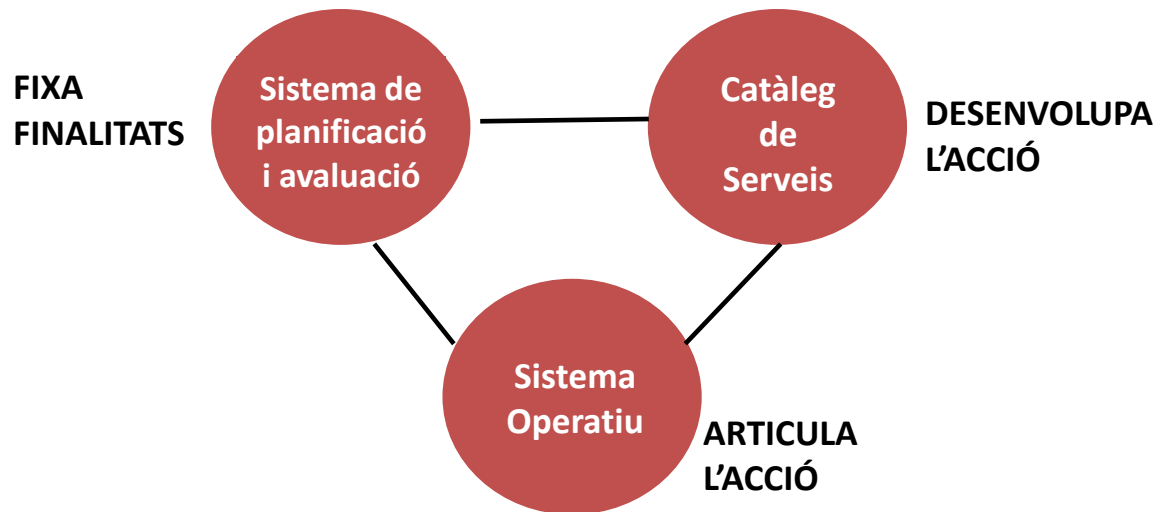 FIXA
FINALITATS
Sistema de
planificació
i avaluació
Catàleg
de
Serveis
DESENVOLUPA
L’ACCIÓ
Sistema
Operatiu
ARTICULA
L’ACCIÓ